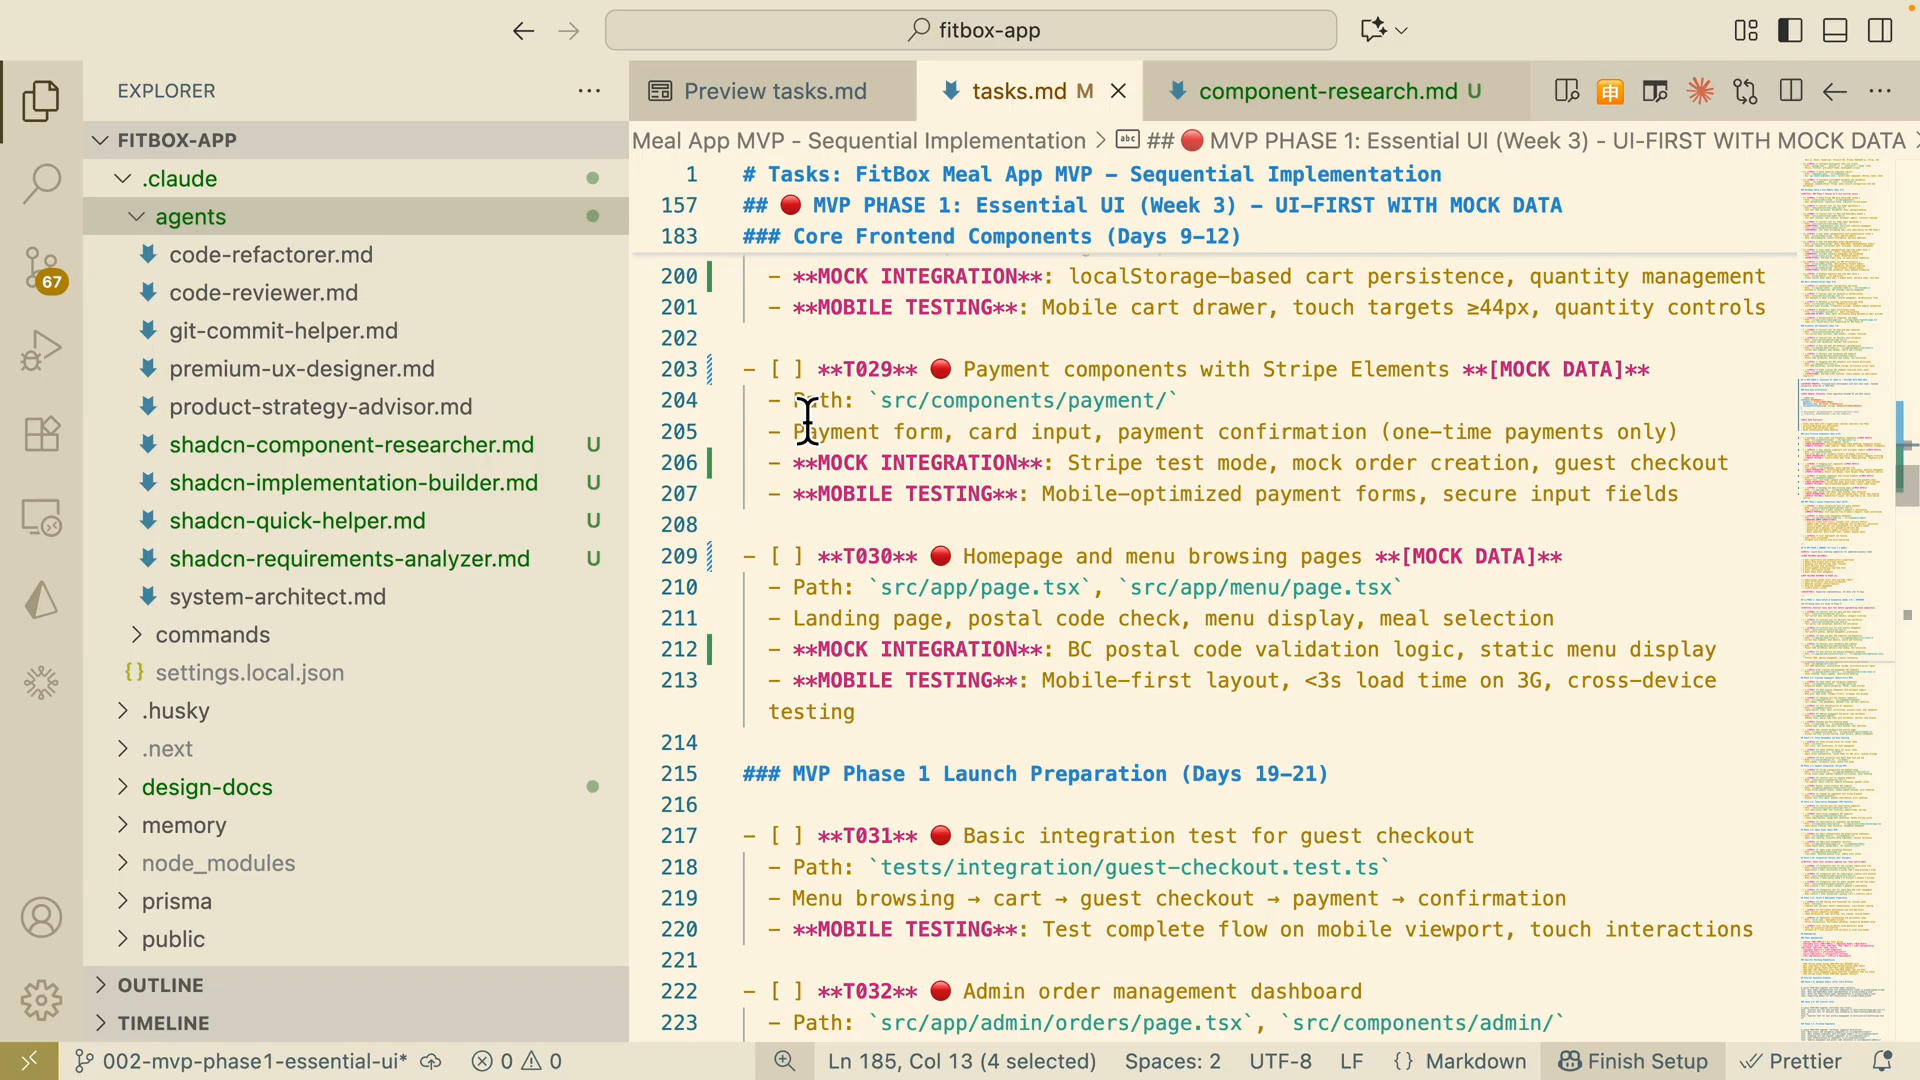 fitbox-app
EXPLORER
FITBOX-APP
.claude
agents
code-refactorer.md
code-reviewer.md
git-commit-helper.md
premium-ux-designer.md
product-strategy-advisor.md
shadcn-component-researcher.md U
shadcn-implementation-builder.md U
shadcn-quick-helper.md U
shadcn-requirements-analyzer.md U
system-architect.md
commands
{} settings.local.json
.husky
.next
design-docs
memory
node_modules
prisma
public
OUTLINE
TIMELINE
67
Preview tasks.md
tasks.md M
component-research.md U
Meal App MVP - Sequential Implementation > abc ## 🔴 MVP PHASE 1: Essential UI (Week 3) - UI-FIRST WITH MOCK DATA
1 # Tasks: FitBox Meal App MVP - Sequential Implementation
157 ## 🔴 MVP PHASE 1: Essential UI (Week 3) - UI-FIRST WITH MOCK DATA
183 ### Core Frontend Components (Days 9-12)
200 - **MOCK INTEGRATION**: localStorage-based cart persistence, quantity management
201 - **MOBILE TESTING**: Mobile cart drawer, touch targets ≥44px, quantity controls
202
203 - [ ] **T029** 🔴 Payment components with Stripe Elements **[MOCK DATA]**
204 - Path: `src/components/payment/`
205 - Payment form, card input, payment confirmation (one-time payments only)
206 - **MOCK INTEGRATION**: Stripe test mode, mock order creation, guest checkout
207 - **MOBILE TESTING**: Mobile-optimized payment forms, secure input fields
208
209 - [ ] **T030** 🔴 Homepage and menu browsing pages **[MOCK DATA]**
210 - Path: `src/app/page.tsx`, `src/app/menu/page.tsx`
211 - Landing page, postal code check, menu display, meal selection
212 - **MOCK INTEGRATION**: BC postal code validation logic, static menu display
213 - **MOBILE TESTING**: Mobile-first layout, <3s load time on 3G, cross-device
testing
214
215 ### MVP Phase 1 Launch Preparation (Days 19-21)
216
217 - [ ] **T031** 🔴 Basic integration test for guest checkout
218 - Path: `tests/integration/guest-checkout.test.ts`
219 - Menu browsing → cart → guest checkout → payment → confirmation
220 - **MOBILE TESTING**: Test complete flow on mobile viewport, touch interactions
221
222 - [ ] **T032** 🔴 Admin order management dashboard
223 - Path: `src/app/admin/orders/page.tsx`, `src/components/admin/`
002-mvp-phase1-essential-ui* 0 0 Ln 185, Col 13 (4 selected) Spaces: 2 UTF-8 LF {} Markdown Finish Setup Prettier